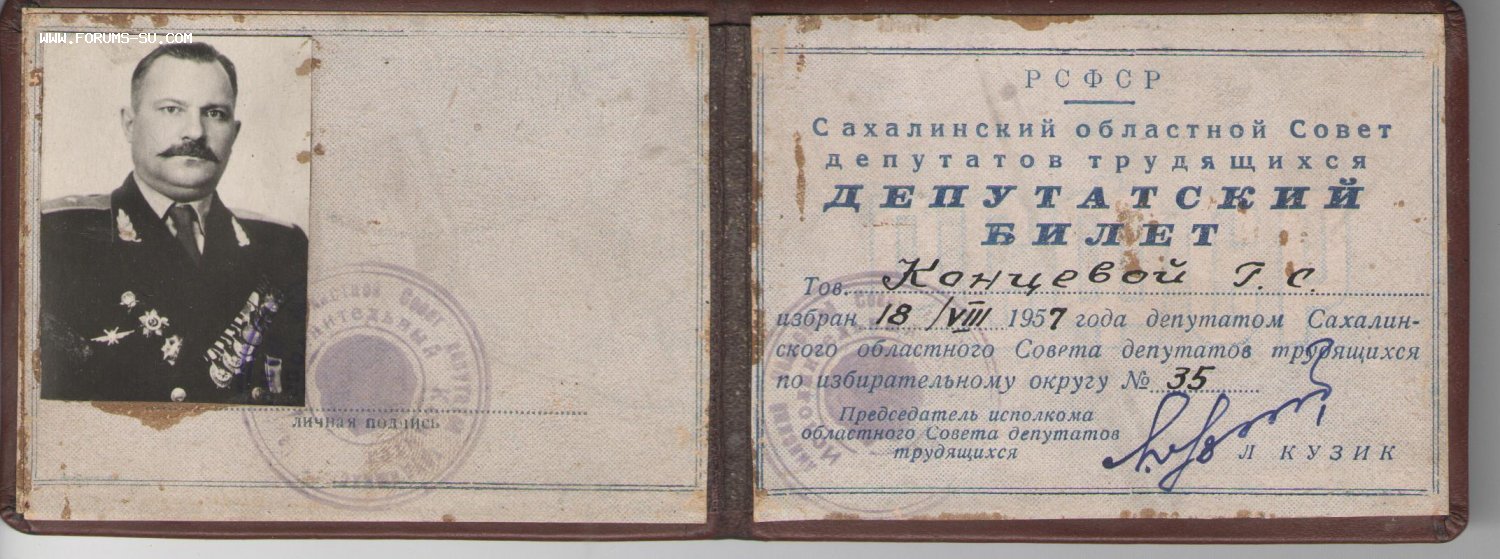 WWW.FORUMS-SU.COM
личная подпись
РСФСР
Сахалинский областной Совет
депутатов трудящихся
ДЕПУТАТСКИЙ
БИЛЕТ
Тов. Концевой Г. С.
избран 18/VIII 1957 года депутатом Сахалин-
ского областного Совета депутатов трудящихся
по избирательному округу № 35
Председатель исполкома
областного Совета депутатов
трудящихся
Л КУЗИК